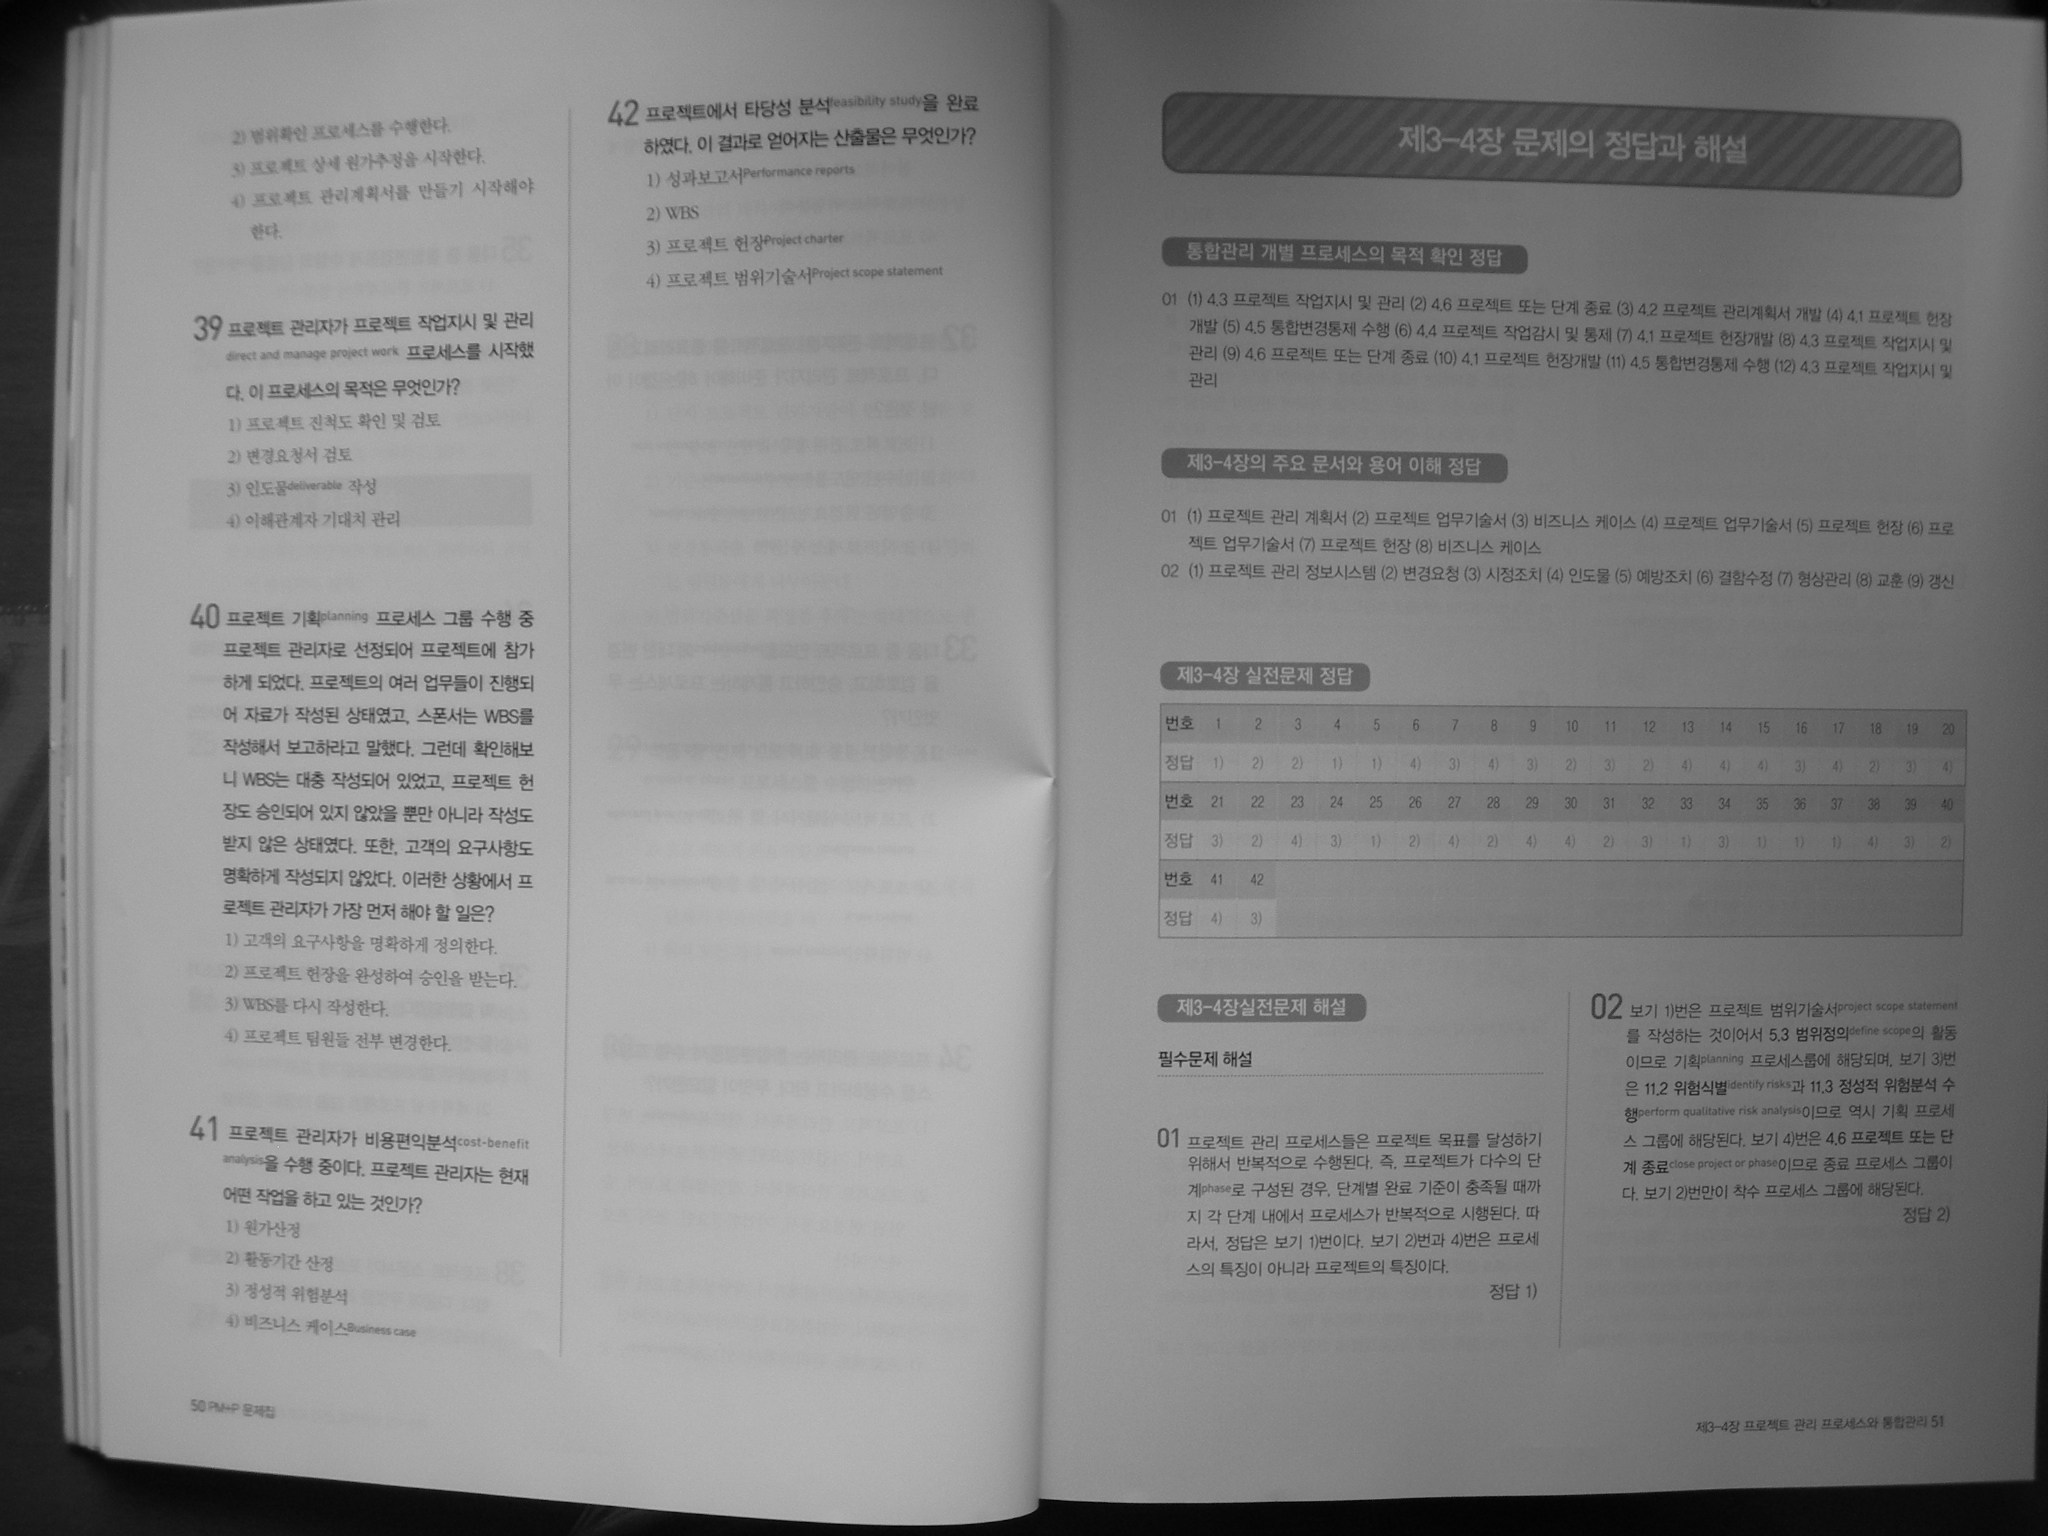 2) 범위확인 프로세스를 수행한다.
3) 프로젝트 상세 원가추정을 시작한다.
4) 프로젝트 관리계획서를 만들기 시작해야
한다.
39 프로젝트 관리자가 프로젝트 작업지시 및 관리
direct and manage project work 프로세스를 시작했
다. 이 프로세스의 목적은 무엇인가?
1) 프로젝트 진척도 확인 및 검토
2) 변경요청서 검토
3) 인도물deliverable 작성
4) 이해관계자 기대치 관리
40 프로젝트 기획planning 프로세스 그룹 수행 중
프로젝트 관리자로 선정되어 프로젝트에 참가
하게 되었다. 프로젝트의 여러 업무들이 진행되
어 자료가 작성된 상태였고, 스폰서는 WBS를
작성해서 보고하라고 말했다. 그런데 확인해보
니 WBS는 대충 작성되어 있었고, 프로젝트 헌
장도 승인되어 있지 않았을 뿐만 아니라 작성도
받지 않은 상태였다. 또한, 고객의 요구사항도
명확하게 작성되지 않았다. 이러한 상황에서 프
로젝트 관리자가 가장 먼저 해야 할 일은?
1) 고객의 요구사항을 명확하게 정의한다.
2) 프로젝트 헌장을 완성하여 승인을 받는다.
3) WBS를 다시 작성한다.
4) 프로젝트 팀원들 전부 변경한다.
41 프로젝트 관리자가 비용편익분석cost-benefit
analysis을 수행 중이다. 프로젝트 관리자는 현재
어떤 작업을 하고 있는 것인가?
1) 원가산정
2) 활동기간 산정
3) 정성적 위험분석
4) 비즈니스 케이스Business case
50 PM+P 문제집
42 프로젝트에서 타당성 분석feasibility study을 완료
하였다. 이 결과로 얻어지는 산출물은 무엇인가?
1) 성과보고서Performance reports
2) WBS
3) 프로젝트 헌장Project charter
4) 프로젝트 범위기술서Project scope statement
제3-4장 문제의 정답과 해설
통합관리 개별 프로세스의 목적 확인 정답
01 (1) 4.3 프로젝트 작업지시 및 관리 (2) 4.6 프로젝트 또는 단계 종료 (3) 4.2 프로젝트 관리계획서 개발 (4) 4.1 프로젝트 헌장
개발 (5) 4.5 통합변경통제 수행 (6) 4.4 프로젝트 작업감시 및 통제 (7) 4.1 프로젝트 헌장개발 (8) 4.3 프로젝트 작업지시 및
관리 (9) 4.6 프로젝트 또는 단계 종료 (10) 4.1 프로젝트 헌장개발 (11) 4.5 통합변경통제 수행 (12) 4.3 프로젝트 작업지시 및
관리
제3-4장의 주요 문서와 용어 이해 정답
01 (1) 프로젝트 관리 계획서 (2) 프로젝트 업무기술서 (3) 비즈니스 케이스 (4) 프로젝트 업무기술서 (5) 프로젝트 헌장 (6) 프로
젝트 업무기술서 (7) 프로젝트 헌장 (8) 비즈니스 케이스
02 (1) 프로젝트 관리 정보시스템 (2) 변경요청 (3) 시정조치 (4) 인도물 (5) 예방조치 (6) 결함수정 (7) 형상관리 (8) 교훈 (9) 갱신
제3-4장 실전문제 정답
번호 1 2 3 4 5 6 7 8 9 10 11 12 13 14 15 16 17 18 19 20
정답 1) 2) 2) 1) 1) 4) 3) 4) 3) 2) 3) 2) 4) 4) 4) 3) 4) 2) 3) 4)
번호 21 22 23 24 25 26 27 28 29 30 31 32 33 34 35 36 37 38 39 40
정답 3) 2) 4) 3) 1) 2) 4) 2) 4) 4) 2) 3) 1) 3) 1) 1) 1) 4) 3) 2)
번호 41 42
정답 4) 3)
제3-4장실전문제 해설
필수문제 해설
01 프로젝트 관리 프로세스들은 프로젝트 목표를 달성하기
위해서 반복적으로 수행된다. 즉, 프로젝트가 다수의 단
계phase로 구성된 경우, 단계별 완료 기준이 충족될 때까
지 각 단계 내에서 프로세스가 반복적으로 시행된다. 따
라서, 정답은 보기 1)번이다. 보기 2)번과 4)번은 프로세
스의 특징이 아니라 프로젝트의 특징이다.
정답 1)
02 보기 1)번은 프로젝트 범위기술서project scope statement
를 작성하는 것이어서 5.3 범위정의define scope의 활동
이므로 기획planning 프로세스룹에 해당되며, 보기 3)번
은 11.2 위험식별identify risks과 11.3 정성적 위험분석 수
행perform qualitative risk analysis이므로 역시 기획 프로세
스 그룹에 해당된다. 보기 4)번은 4.6 프로젝트 또는 단
계 종료close project or phase이므로 종료 프로세스 그룹이
다. 보기 2)번만이 착수 프로세스 그룹에 해당된다.
정답 2)
제3-4장 프로젝트 관리 프로세스와 통합관리 51